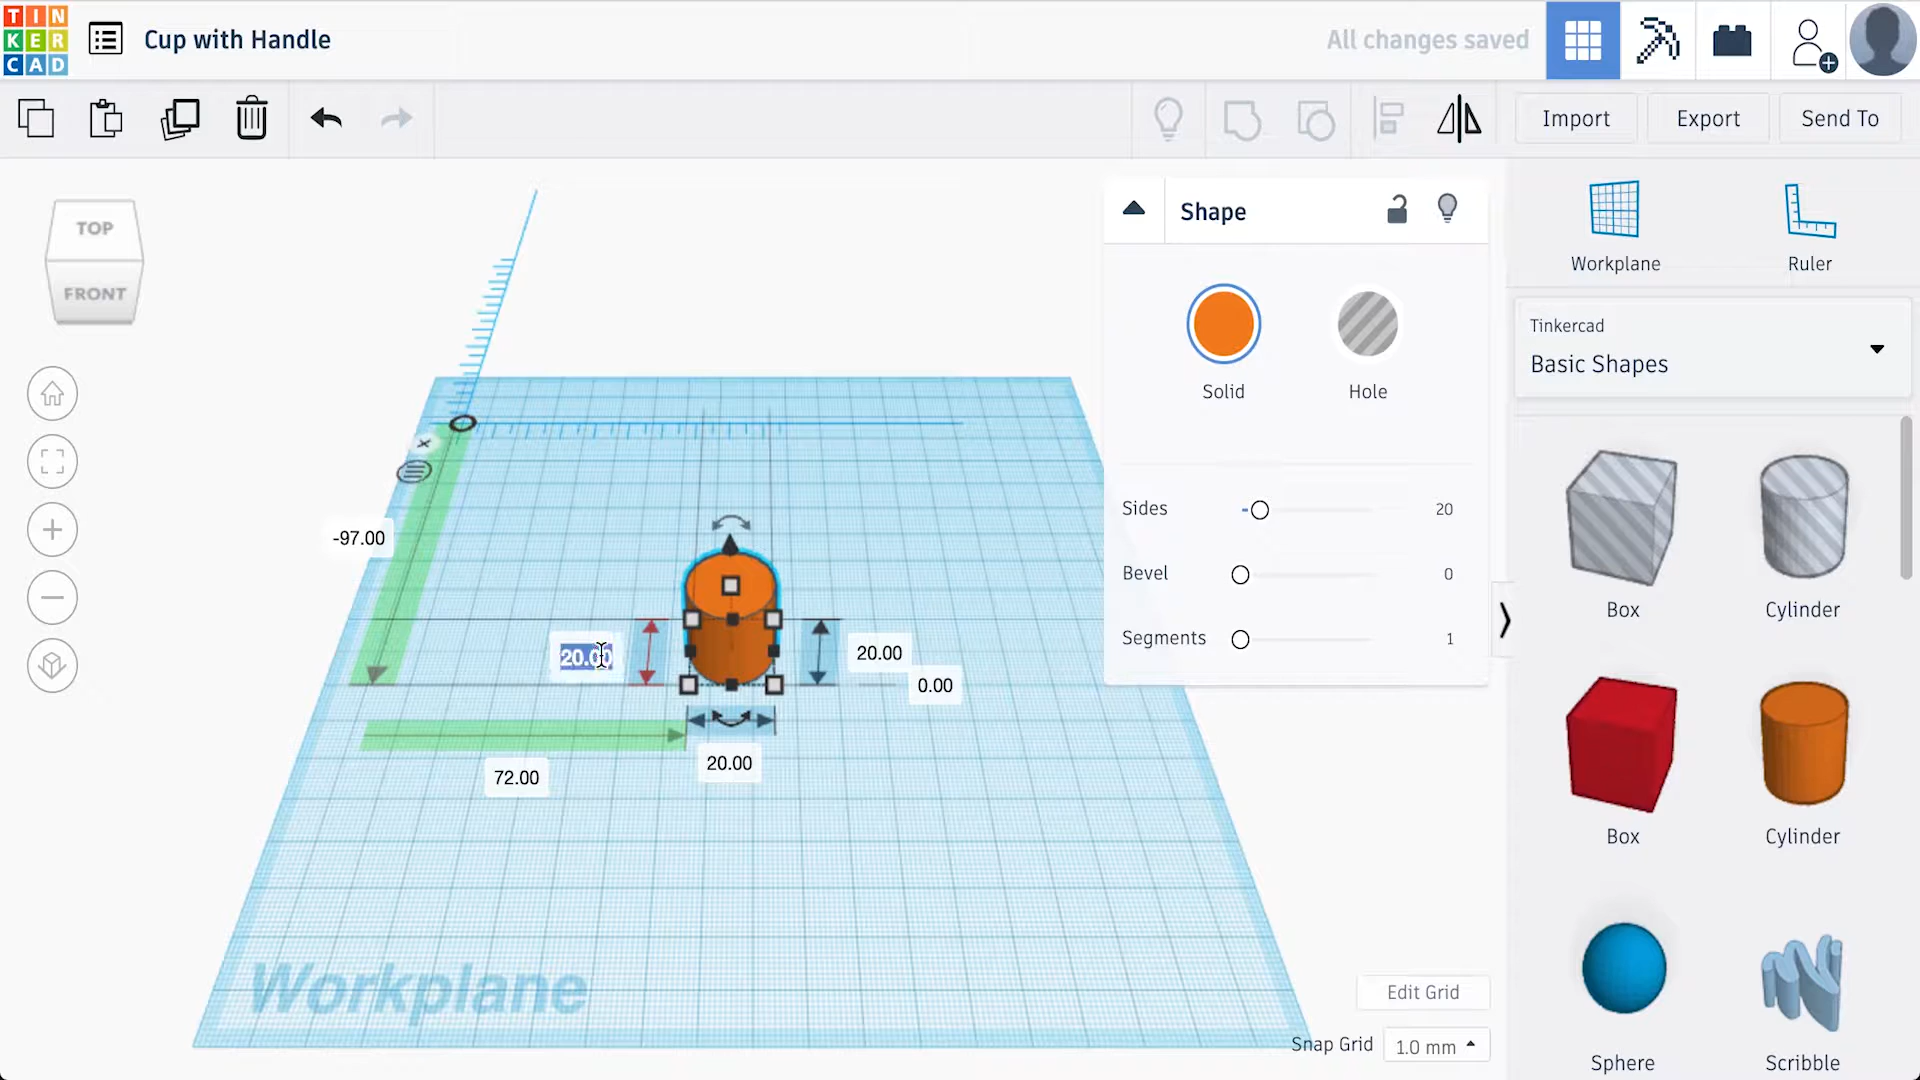 TIN
KER
CAD
Cup with Handle
All changes saved
Import
Export
Send To
TOP
FRONT
Shape
Solid
Hole
Sides
20
Bevel
0
Segments
1
Workplane
Ruler
Tinkercad
Basic Shapes
Box
Cylinder
Box
Cylinder
Sphere
Scribble
-97.00
20.00
20.00
0.00
20.00
72.00
Workplane
Edit Grid
Snap Grid
1.0 mm